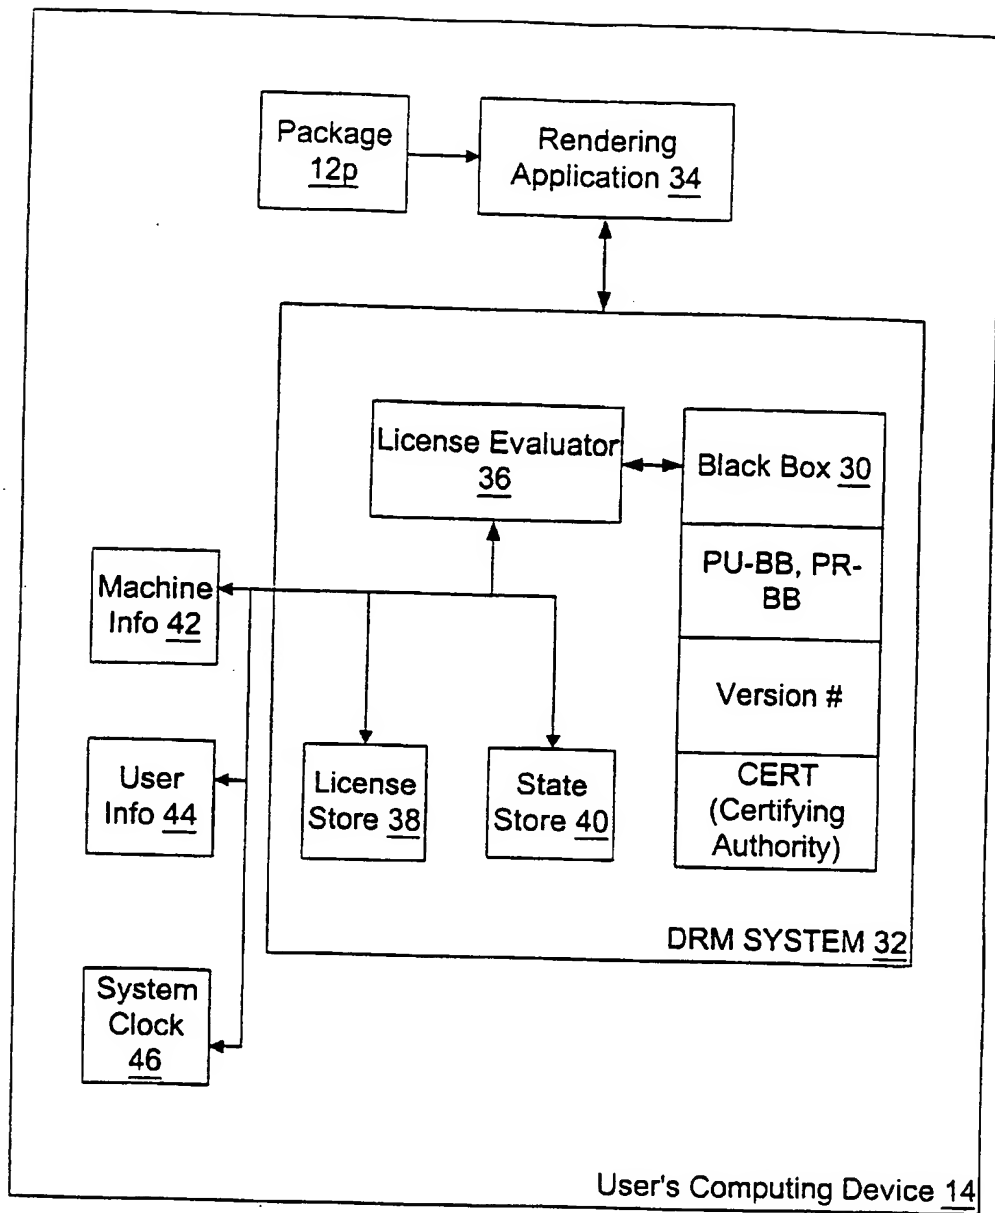 Package
12p
Rendering
Application 34
License Evaluator
36
Black Box 30
PU-BB, PR-
BB
Version #
CERT
(Certifying
Authority)
Machine
Info 42
User
Info 44
License
Store 38
State
Store 40
DRM SYSTEM 32
System
Clock
46
User's Computing Device 14